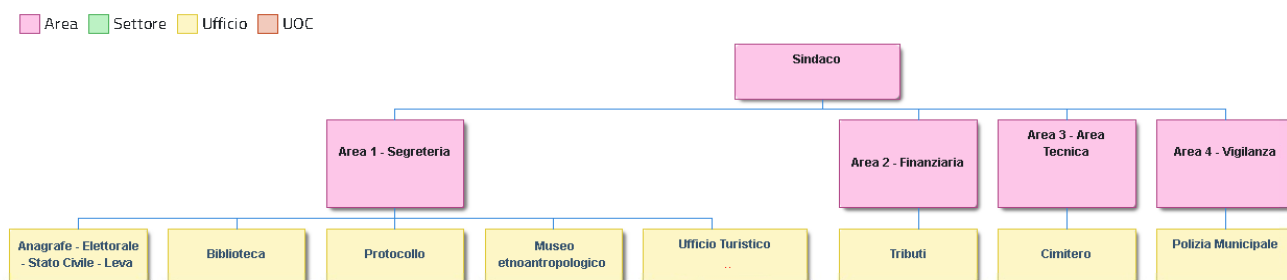 Area Settore Ufficio UOC
Sindaco
Area 1 - Segreteria
Area 2 - Finanziaria
Area 3 - Area
Tecnica
Area 4 - Vigilanza
Anagrafe - Elettorale
- Stato Civile - Leva
Biblioteca
Protocollo
Museo
etnoantropologico
Ufficio Turistico
..
Tributi
Cimitero
Polizia Municipale